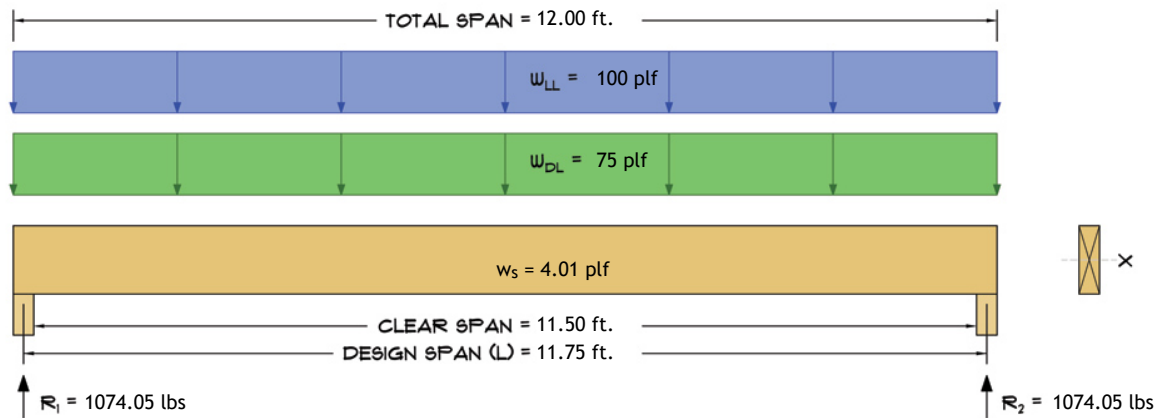 TOTAL SPAN = 12.00 ft.
wLL = 100 plf
wDL = 75 plf
ws = 4.01 plf
X
CLEAR SPAN = 11.50 ft.
DESIGN SPAN (L) = 11.75 ft.
R1 = 1074.05 lbs
R2 = 1074.05 lbs